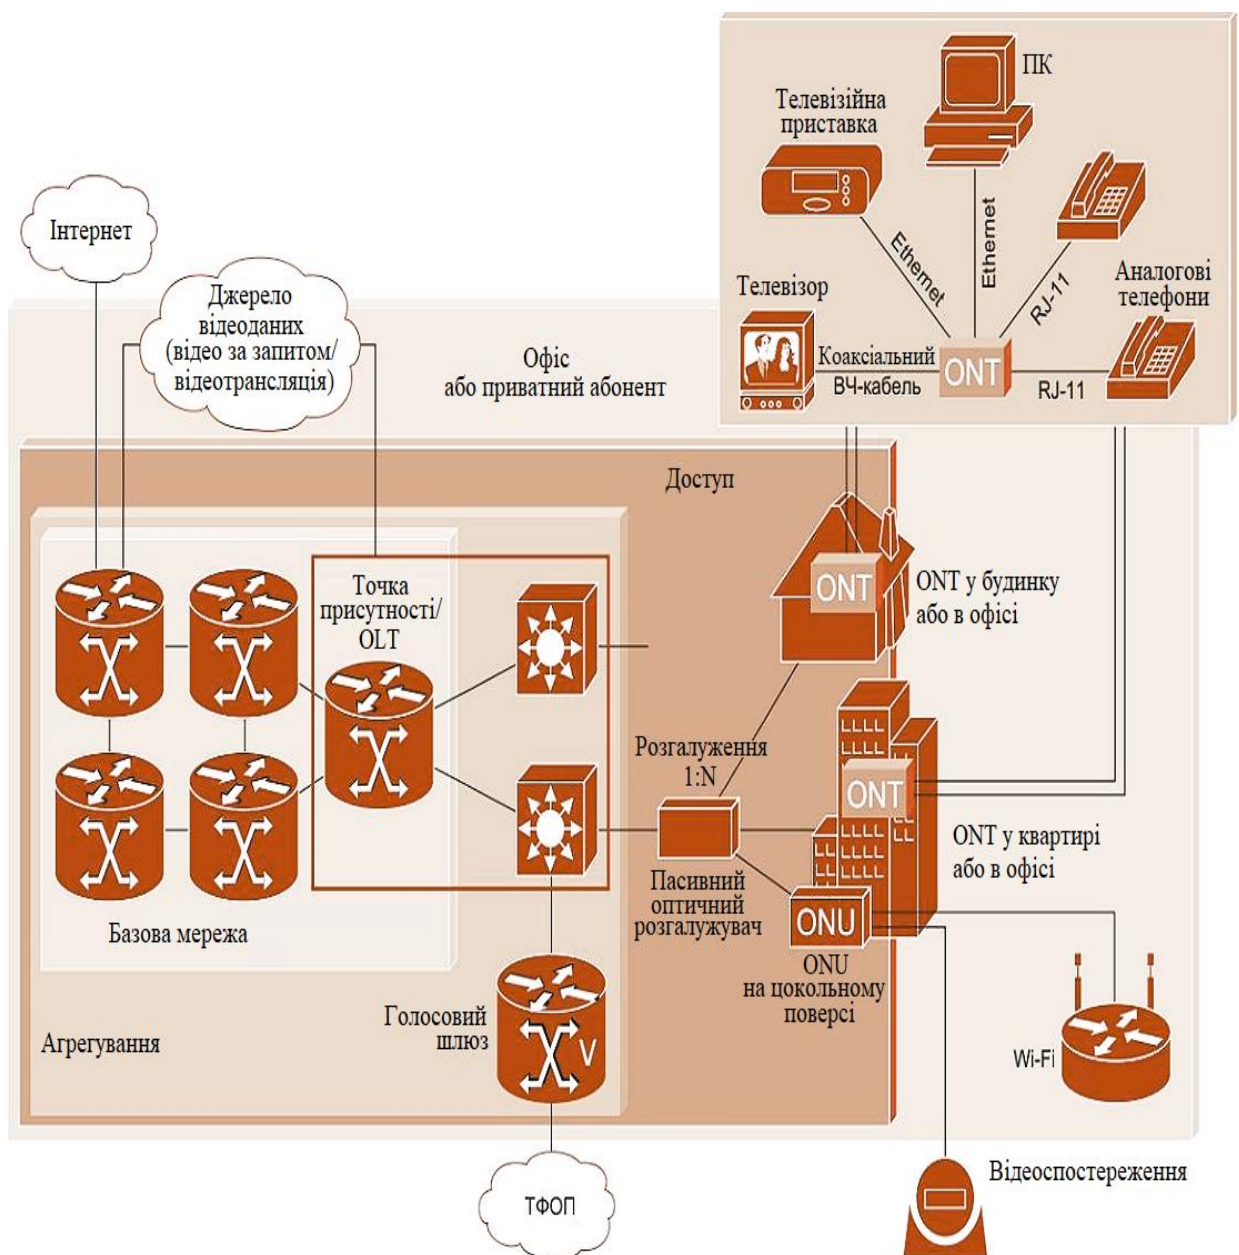 ПК
Телевізійна
приставка
Інтернет
Ethernet
Ethernet
RJ-11
Аналогові
телефони
Телевізор
Коаксіальний
ВЧ-кабель
ONT
RJ-11
Джерело
відеоданих
(відео за запитом/
відеотрансляція)
Офіс
або приватний абонент
Доступ
Точка
присутності/
OLT
ONT
ONT у будинку
або в офісі
Розгалуження
1:N
ONT
ONT у квартирі
або в офісі
Пасивний
оптичний
розгалужувач
ONU
ONU
на цокольному
поверсі
Базова мережа
Голосовий
шлюз
V
Агрегування
Wi-Fi
ТФОП
Відеоспостереження